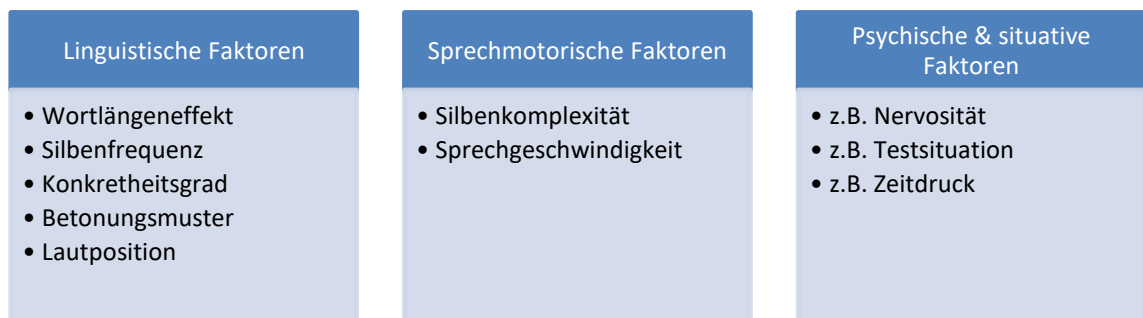 Linguistische Faktoren
• Wortlängeneffekt
• Silbenfrequenz
• Konkretheitsgrad
• Betonungsmuster
• Lautposition
Sprechmotorische Faktoren
• Silbenkomplexität
• Sprechgeschwindigkeit
Psychische & situative
Faktoren
• z.B. Nervosität
• z.B. Testsituation
• z.B. Zeitdruck